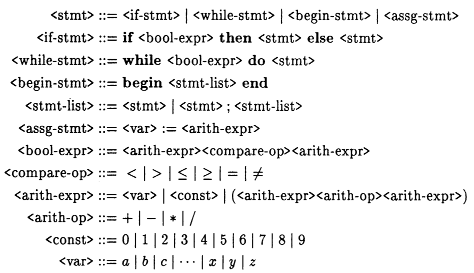 <stmt> ::= <if-stmt> | <while-stmt> | <begin-stmt> | <assg-stmt>
<if-stmt> ::= if <bool-expr> then <stmt> else <stmt>
<while-stmt> ::= while <bool-expr> do <stmt>
<begin-stmt> ::= begin <stmt-list> end
<stmt-list> ::= <stmt> | <stmt> ; <stmt-list>
<assg-stmt> ::= <var> := <arith-expr>
<bool-expr> ::= <arith-expr><compare-op><arith-expr>
<compare-op> ::= < | > | ≤ | ≥ | = | ≠
<arith-expr> ::= <var> | <const> | (<arith-expr><arith-op><arith-expr>)
<arith-op> ::= + | − | ∗ | /
<const> ::= 0 | 1 | 2 | 3 | 4 | 5 | 6 | 7 | 8 | 9
<var> ::= a | b | c | ⋯ | x | y | z